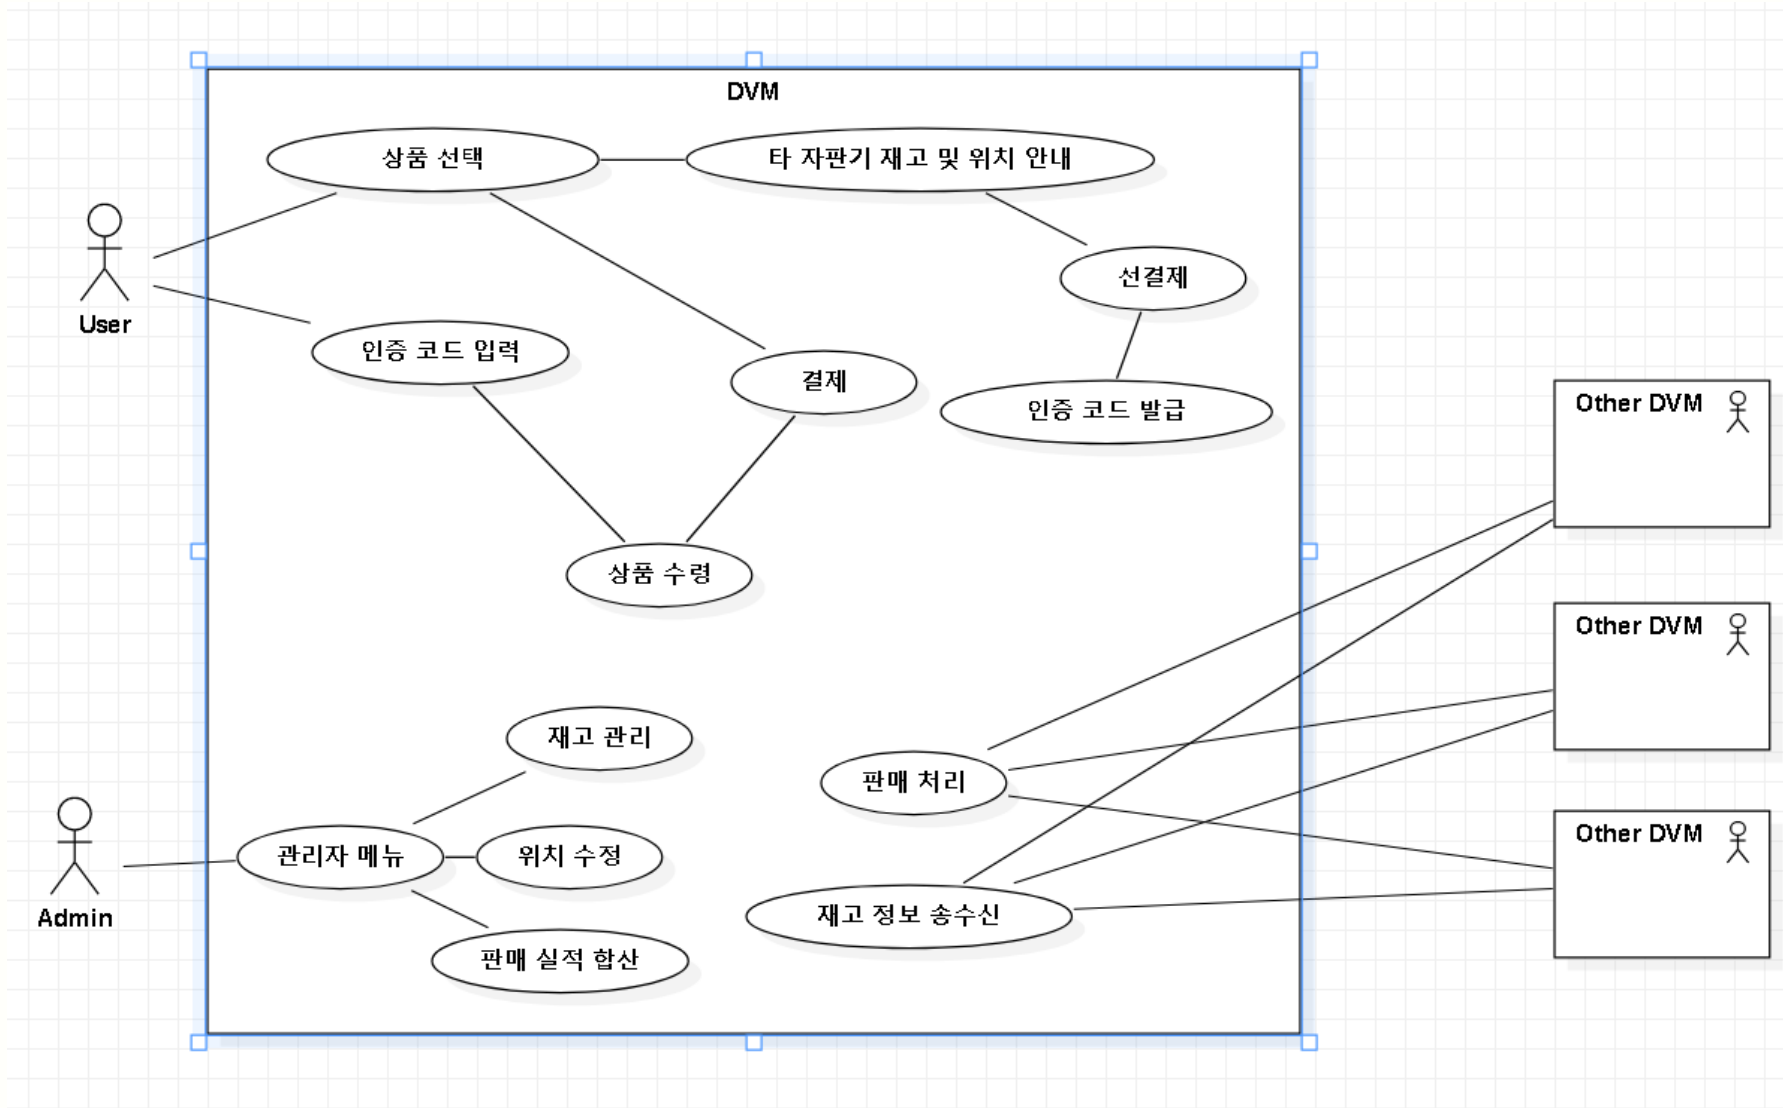 DVM
상품 선택
타 자판기 재고 및 위치 안내
User
선결제
인증 코드 입력
결제
인증 코드 발급
Other DVM
상품 수령
Other DVM
재고 관리
판매 처리
Other DVM
Admin
관리자 메뉴
위치 수정
재고 정보 송수신
판매 실적 합산